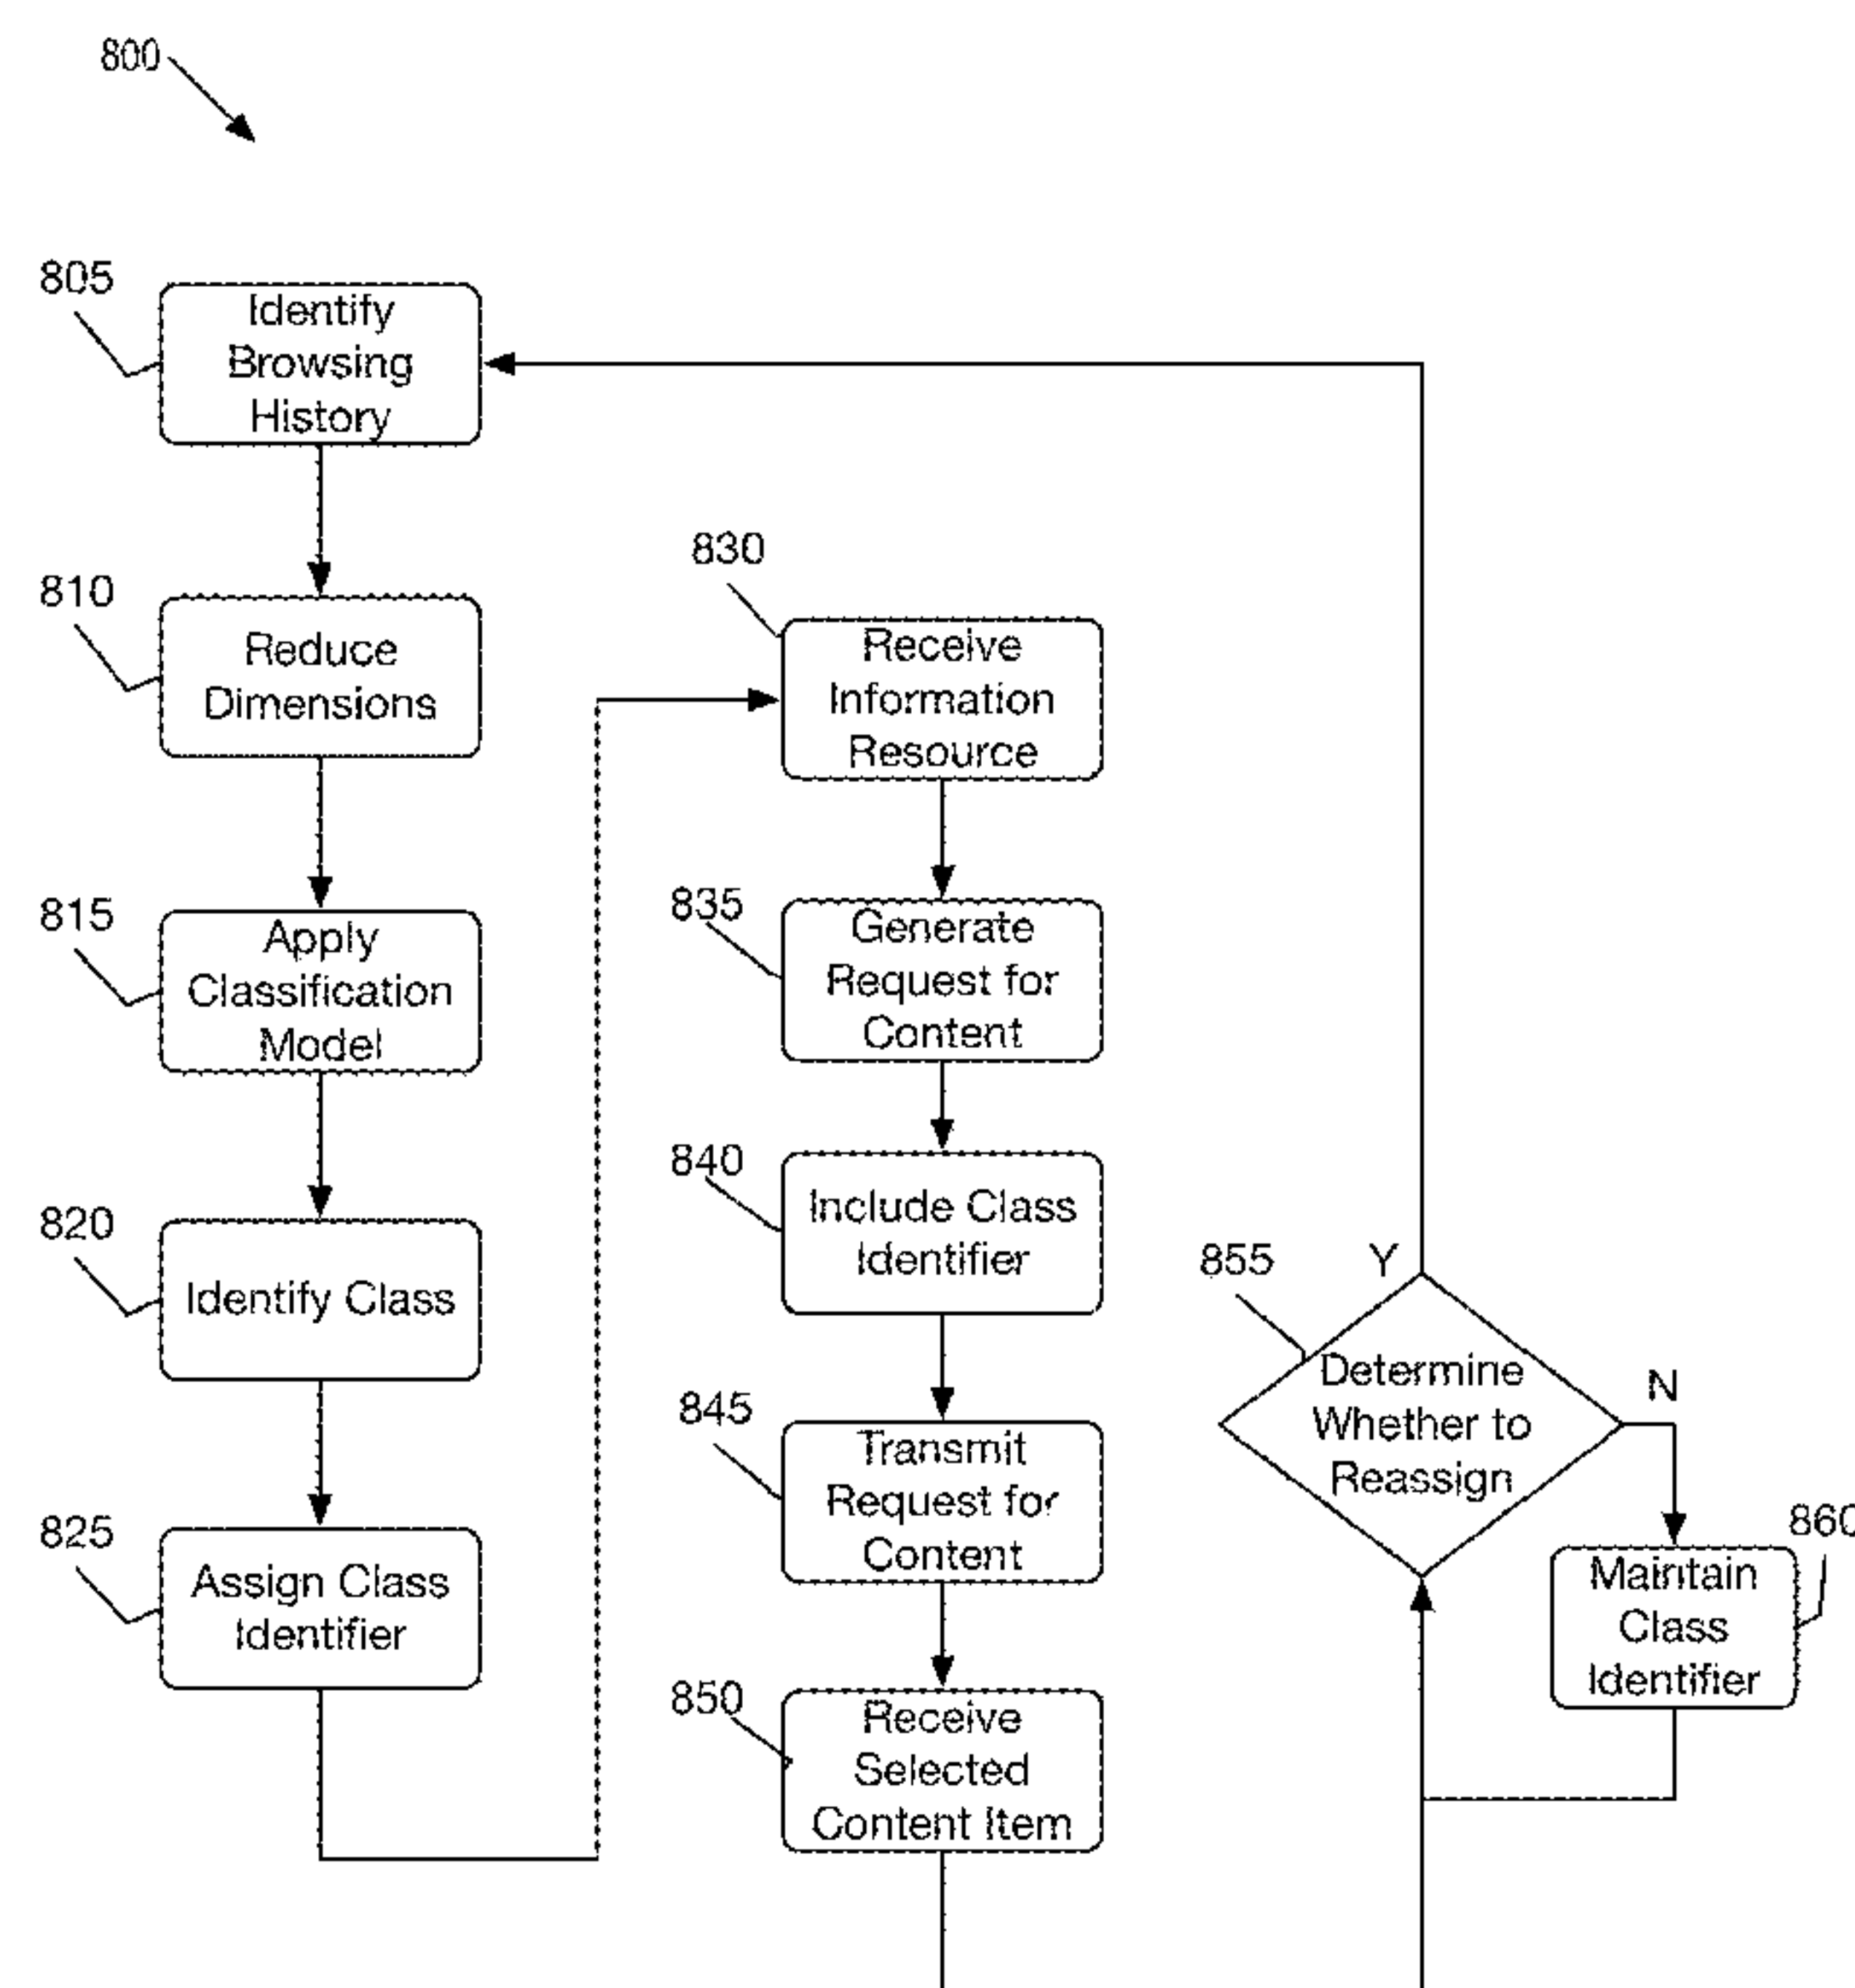 800
805
Identify
Browsing
History
810
Reduce
Dimensions
815
Apply
Classification
Model
820
Identify Class
825
Assign Class
Identifier
830
Receive
Information
Resource
835
Generate
Request for
Content
840
Include Class
Identifier
845
Transmit
Request for
Content
850
Receive
Selected
Content Item
855
Y
Determine
Whether to
Reassign
N
860
Maintain
Class
Identifier